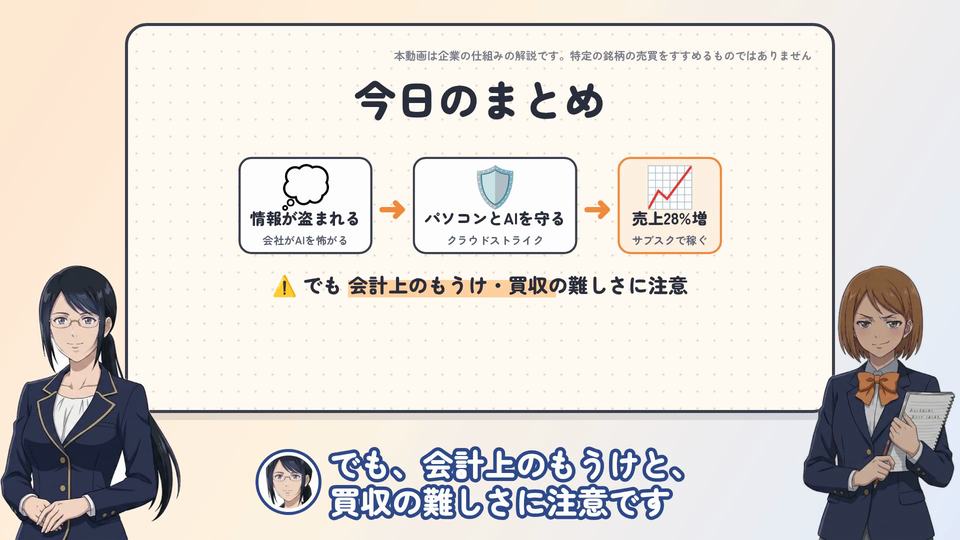 本動画は企業の仕組みの解説です。特定の銘柄の売買をすすめるものではありません
今日のまとめ
情報が盗まれる
会社がAIを怖がる
パソコンとAIを守る
クラウドストライク
売上28%増
サブスクで稼ぐ
でも 会計上のもうけ・買収の難しさに注意
でも、会計上のもうけと、
買収の難しさに注意です